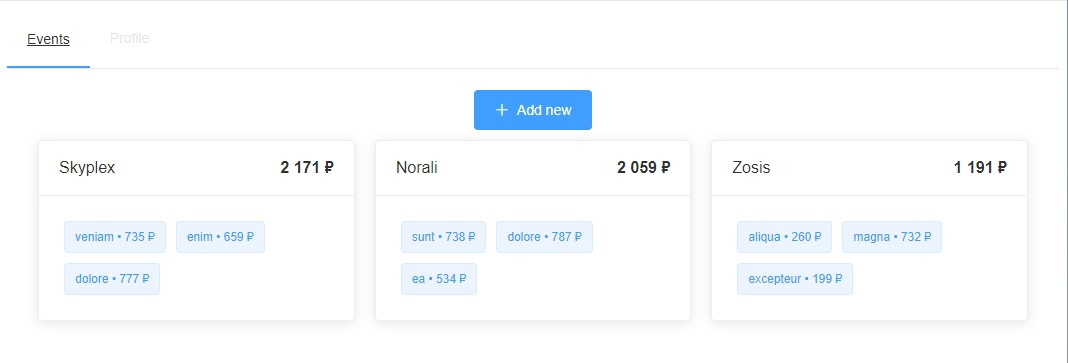 Events
Profile
+ Add new
Skyplex 2 171 ₽
veniam • 735 ₽ enim • 659 ₽
dolore • 777 ₽
Norali 2 059 ₽
sunt • 738 ₽ dolore • 787 ₽
ea • 534 ₽
Zosis 1 191 ₽
aliqua • 260 ₽ magna • 732 ₽
excepteur • 199 ₽